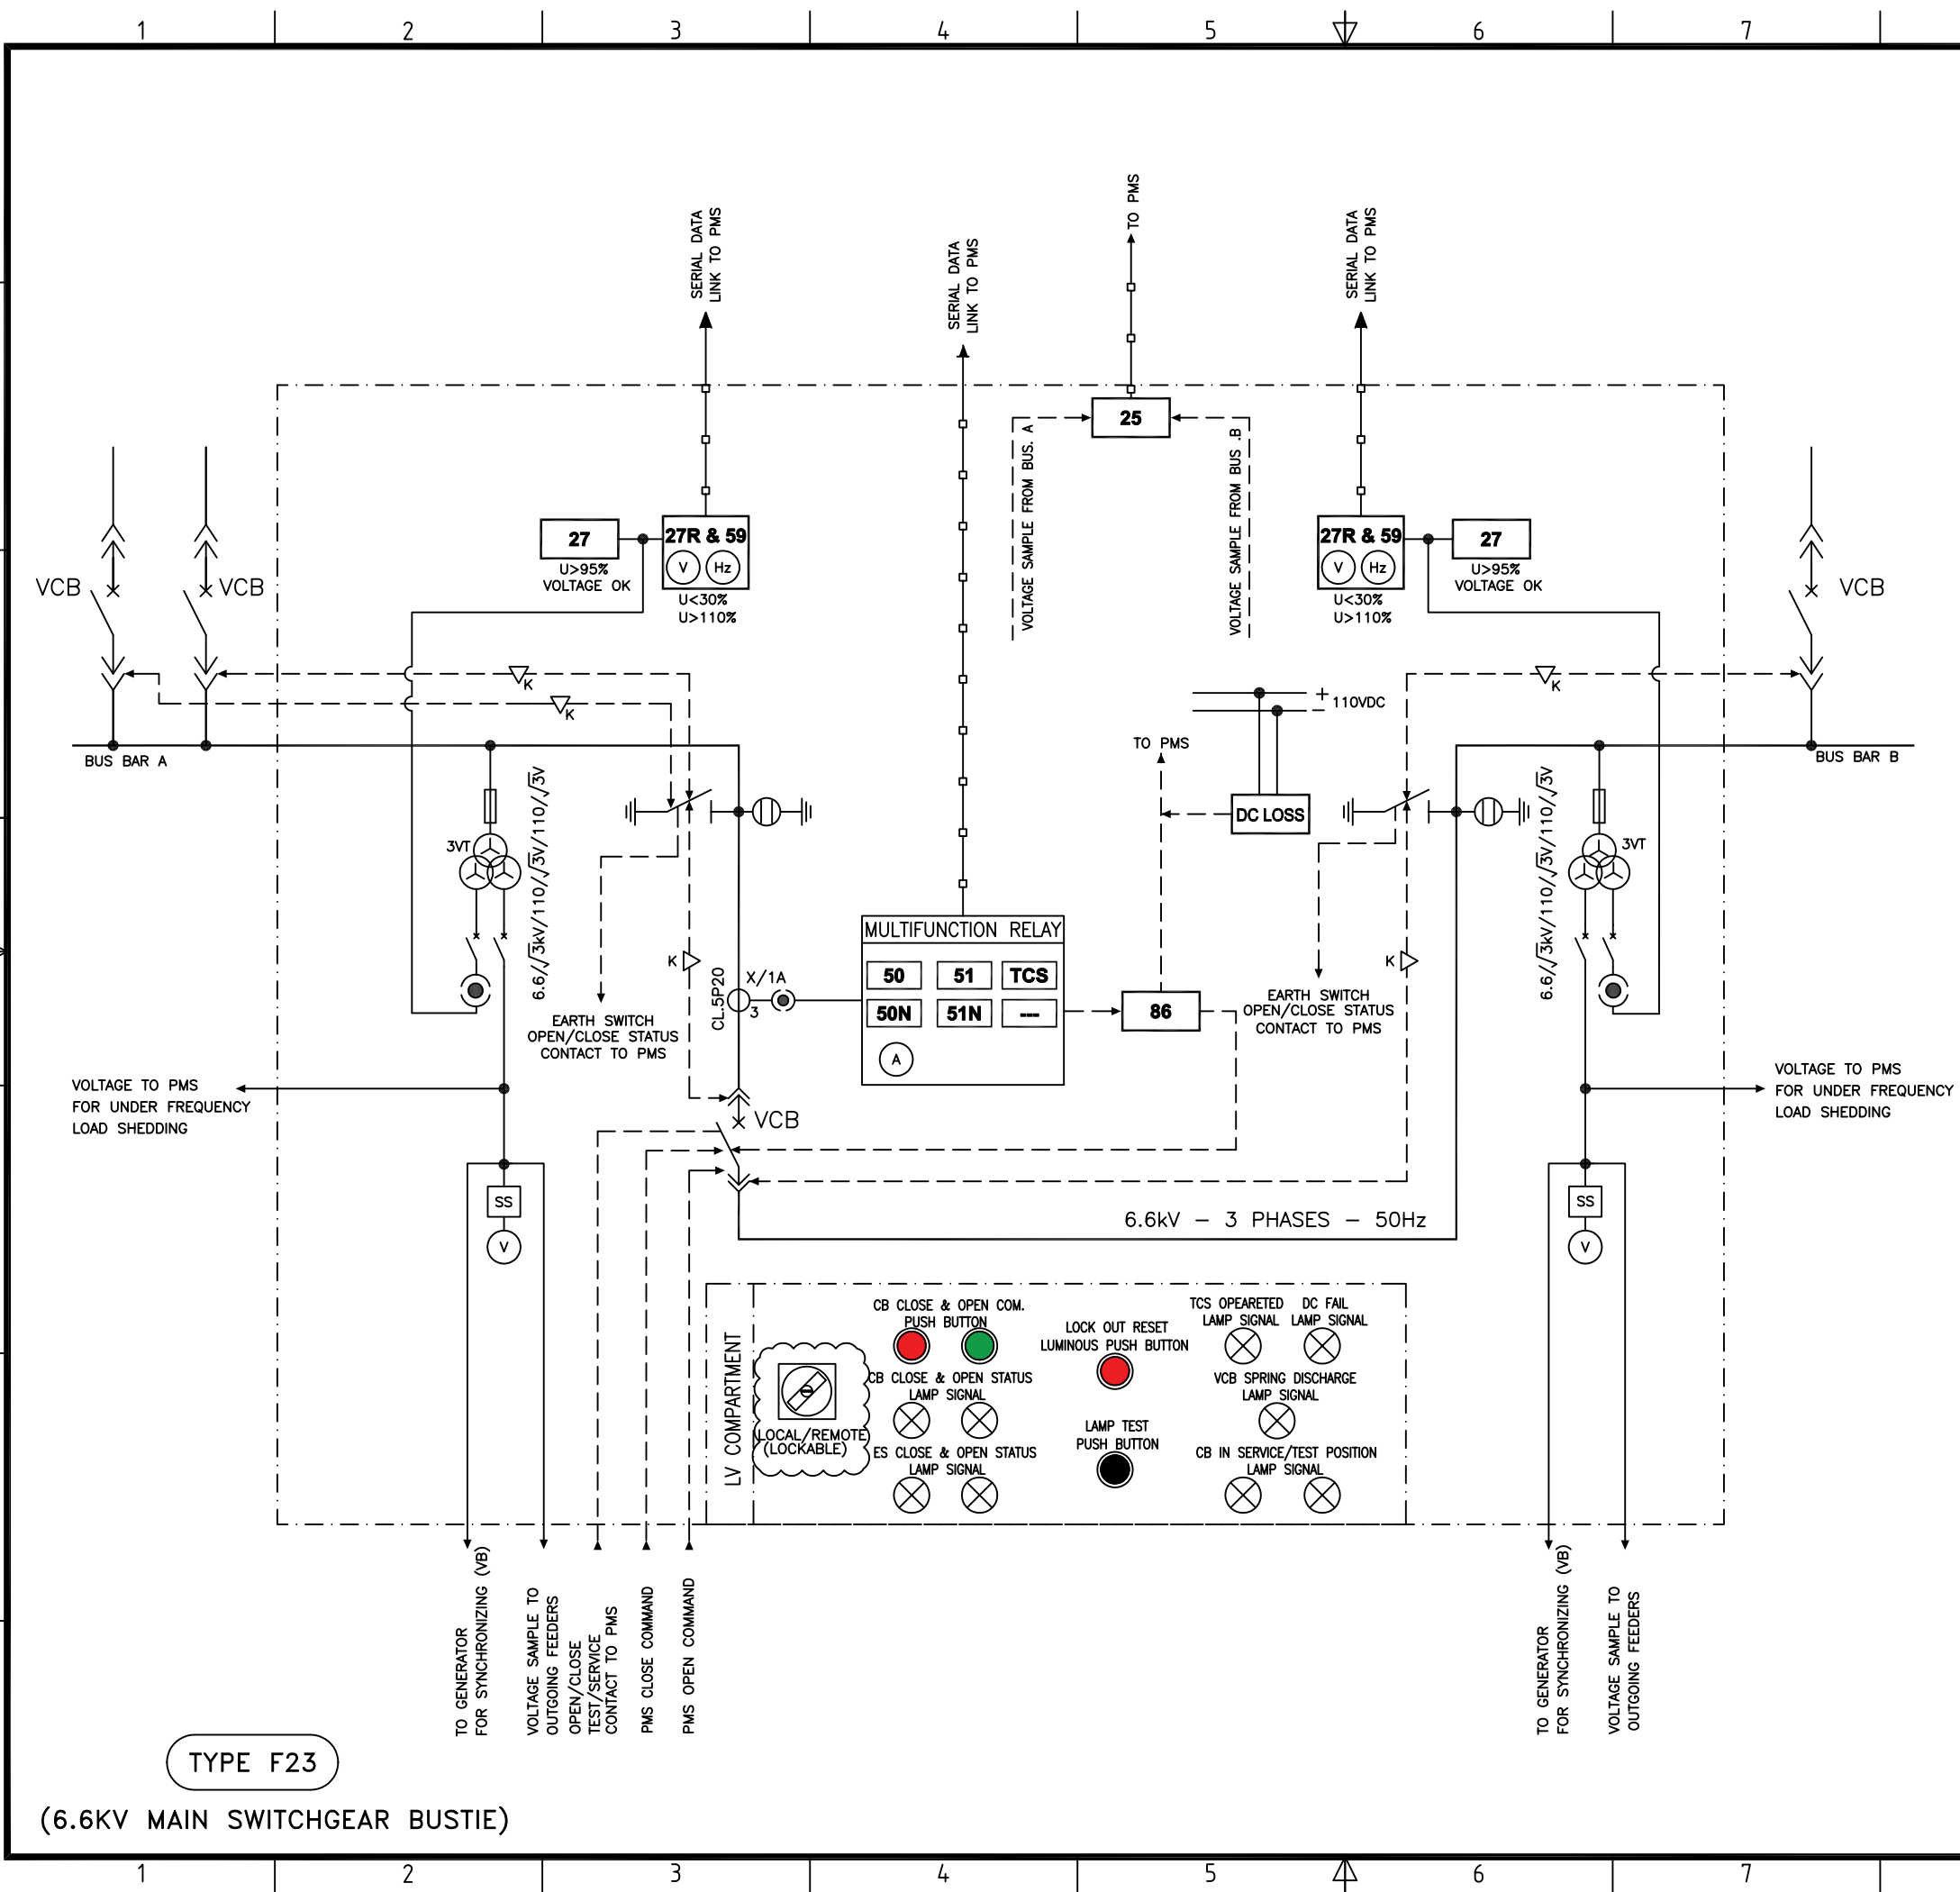 1 2 3 4 5 6 7
SERIAL DATA
LINK TO PMS
SERIAL DATA
LINK TO PMS
TO PMS
SERIAL DATA
LINK TO PMS
25
VOLTAGE SAMPLE FROM BUS. A
VOLTAGE SAMPLE FROM BUS .B
27
U>95%
VOLTAGE OK
27R & 59
V Hz
U<30%
U>110%
27R & 59
V Hz
U<30%
U>110%
27
U>95%
VOLTAGE OK
VCB
VCB
VCB
K
K
K
+
110VDC
−
TO PMS
BUS BAR A
BUS BAR B
DC LOSS
3VT
6.6/√3kV/110/√3V/110/√3V
6.6/√3kV/110/√3V/110/√3V
3VT
MULTIFUNCTION RELAY
50 51 TCS
50N 51N ---
A
K
CL.5P20
X/1A
3
86
K
EARTH SWITCH
OPEN/CLOSE STATUS
CONTACT TO PMS
EARTH SWITCH
OPEN/CLOSE STATUS
CONTACT TO PMS
VOLTAGE TO PMS
FOR UNDER FREQUENCY
LOAD SHEDDING
VOLTAGE TO PMS
FOR UNDER FREQUENCY
LOAD SHEDDING
VCB
SS
V
SS
V
6.6kV − 3 PHASES − 50Hz
LV COMPARTMENT
LOCAL/REMOTE
(LOCKABLE)
CB CLOSE & OPEN COM.
PUSH BUTTON
CB CLOSE & OPEN STATUS
LAMP SIGNAL
ES CLOSE & OPEN STATUS
LAMP SIGNAL
LOCK OUT RESET
LUMINOUS PUSH BUTTON
LAMP TEST
PUSH BUTTON
TCS OPEARETED
LAMP SIGNAL
DC FAIL
LAMP SIGNAL
VCB SPRING DISCHARGE
LAMP SIGNAL
CB IN SERVICE/TEST POSITION
LAMP SIGNAL
TO GENERATOR
FOR SYNCHRONIZING (VB)
VOLTAGE SAMPLE TO
OUTGOING FEEDERS
OPEN/CLOSE
TEST/SERVICE
CONTACT TO PMS
PMS CLOSE COMMAND
PMS OPEN COMMAND
TO GENERATOR
FOR SYNCHRONIZING (VB)
VOLTAGE SAMPLE TO
OUTGOING FEEDERS
TYPE F23
(6.6KV MAIN SWITCHGEAR BUSTIE)
1 2 3 4 5 6 7